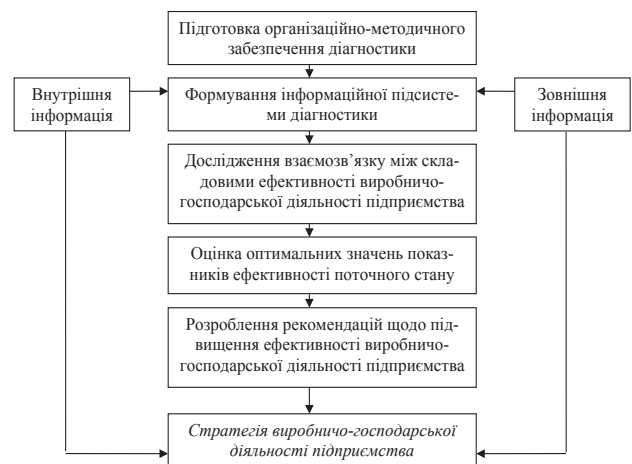 Підготовка організаційно-методичного
забезпечення діагностики
Внутрішня
інформація
Формування інформаційної підсисте-
ми діагностики
Зовнішня
інформація
Дослідження взаємозв’язку між скла-
довими ефективності виробничо-
господарської діяльності підприємства
Оцінка оптимальних значень показ-
ників ефективності поточного стану
Розроблення рекомендацій щодо під-
вищення ефективності виробничо-
господарської діяльності підприємства
Стратегія виробничо-господарської
діяльності підприємства